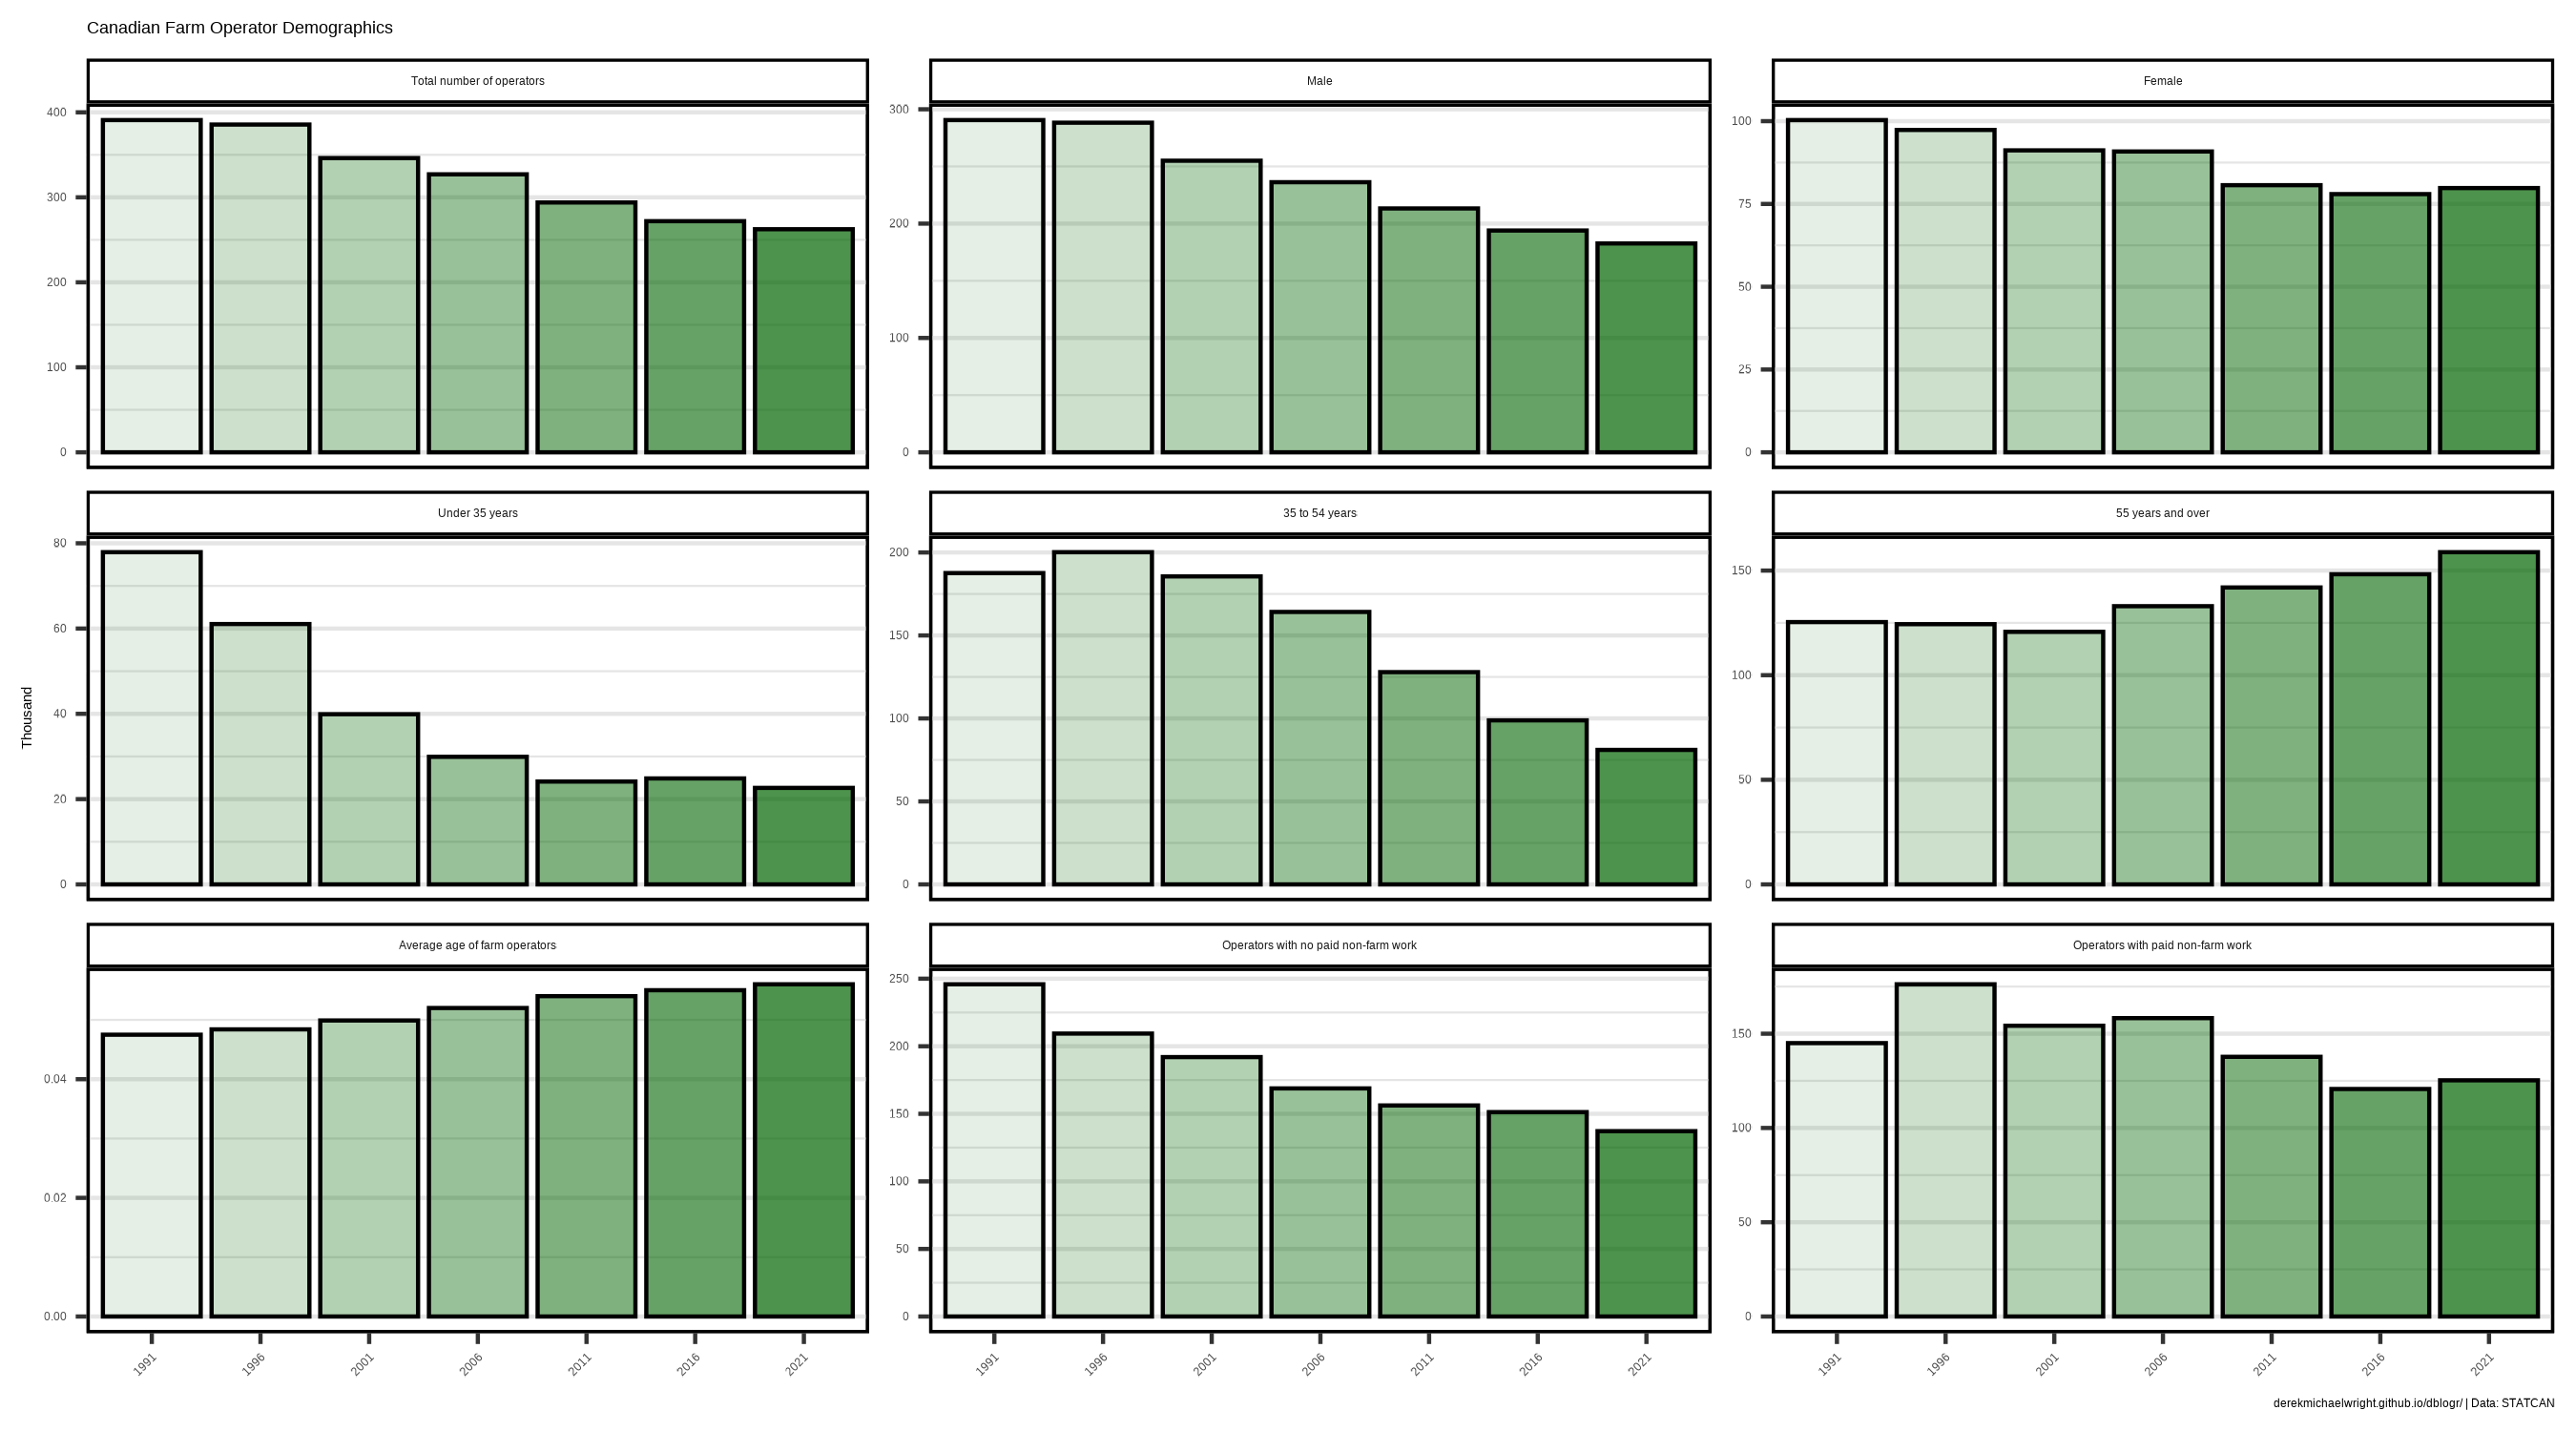 Canadian Farm Operator Demographics
Total number of operators
Male
Female
400
300
200
100
0
300
200
100
0
100
75
50
25
0
Under 35 years
35 to 54 years
55 years and over
80
60
40
20
0
200
150
100
50
0
150
100
50
0
Thousand
Average age of farm operators
Operators with no paid non-farm work
Operators with paid non-farm work
0.04
0.02
0.00
250
200
150
100
50
0
150
100
50
0
1991 1996 2001 2006 2011 2016 2021
1991 1996 2001 2006 2011 2016 2021
1991 1996 2001 2006 2011 2016 2021
derekmichaelwright.github.io/dblogr/ | Data: STATCAN